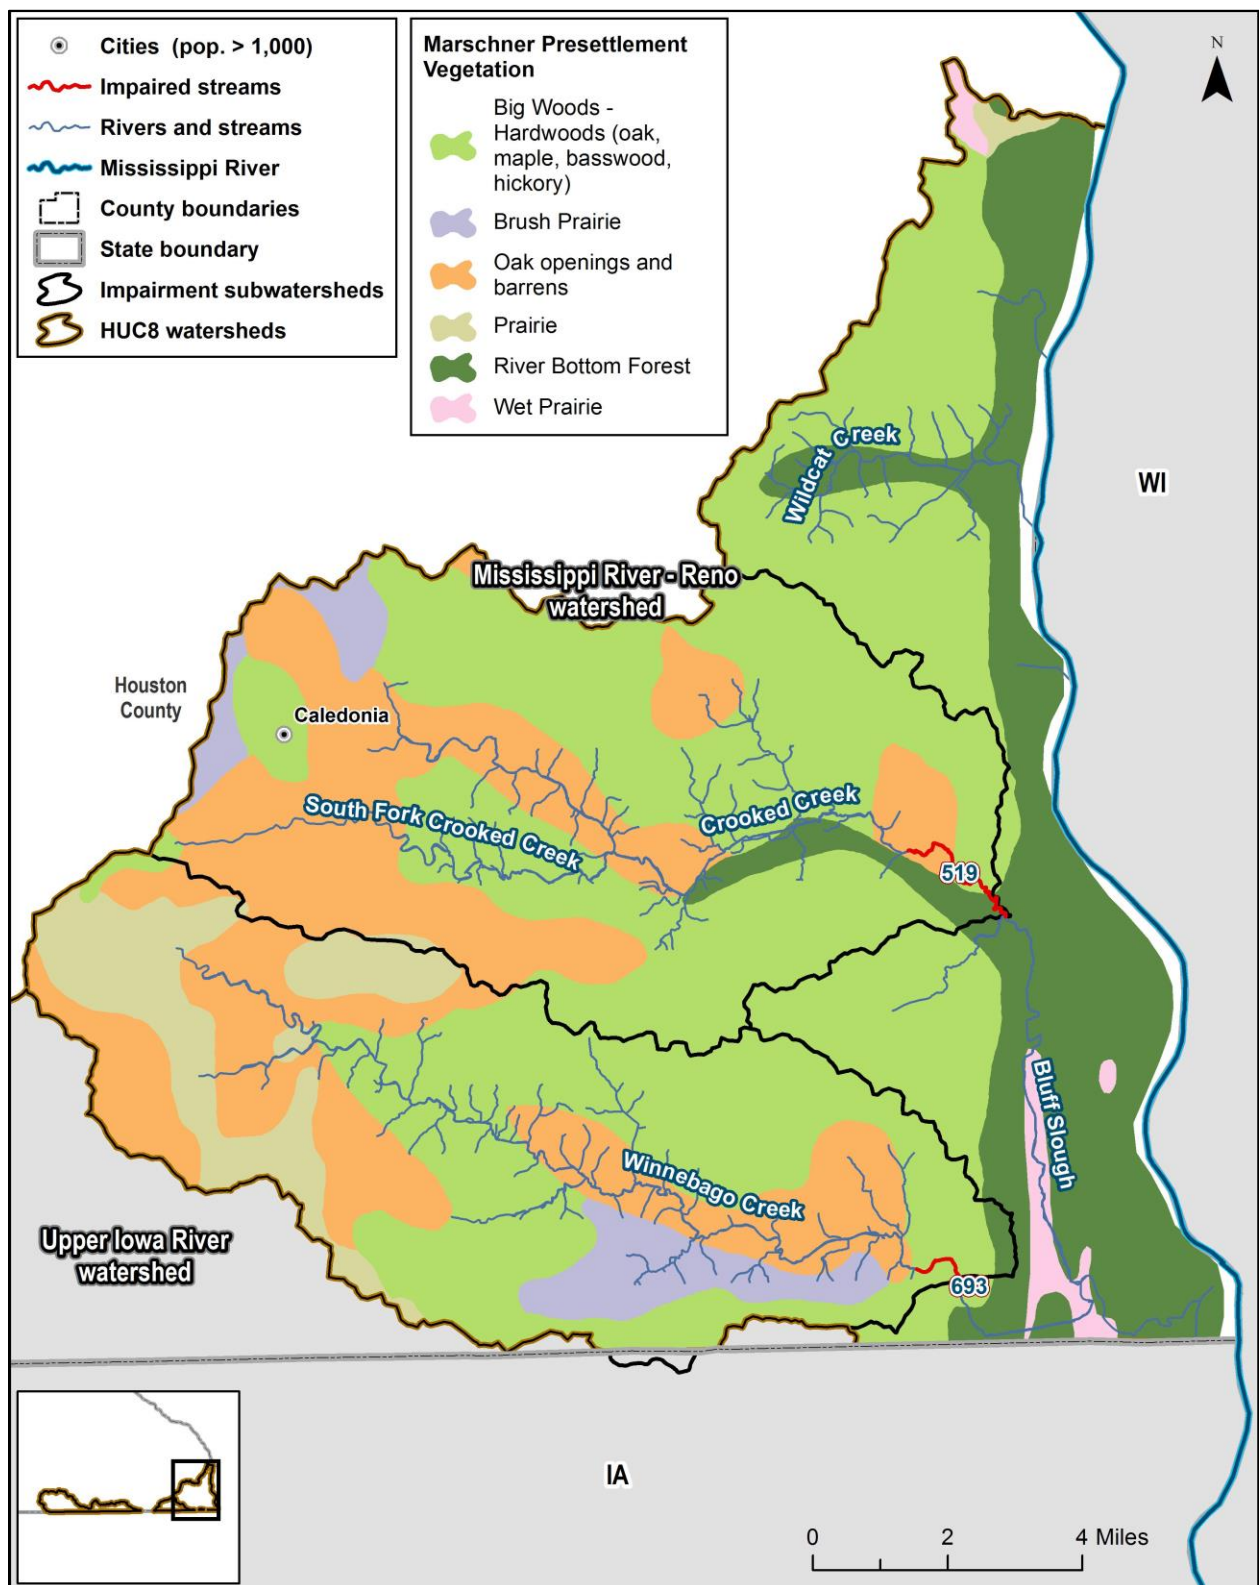 Cities (pop. > 1,000)
Impaired streams
Rivers and streams
Mississippi River
County boundaries
State boundary
Impairment subwatersheds
HUC8 watersheds
Marschner Presettlement
Vegetation
Big Woods -
Hardwoods (oak,
maple, basswood,
hickory)
Brush Prairie
Oak openings and
barrens
Prairie
River Bottom Forest
Wet Prairie
N
Wildcat Creek
WI
Mississippi River - Reno
watershed
Houston
County
Caledonia
South Fork Crooked Creek
Crooked Creek
519
Bluff Slough
Winnebago Creek
Upper Iowa River
watershed
693
IA
0 2 4 Miles